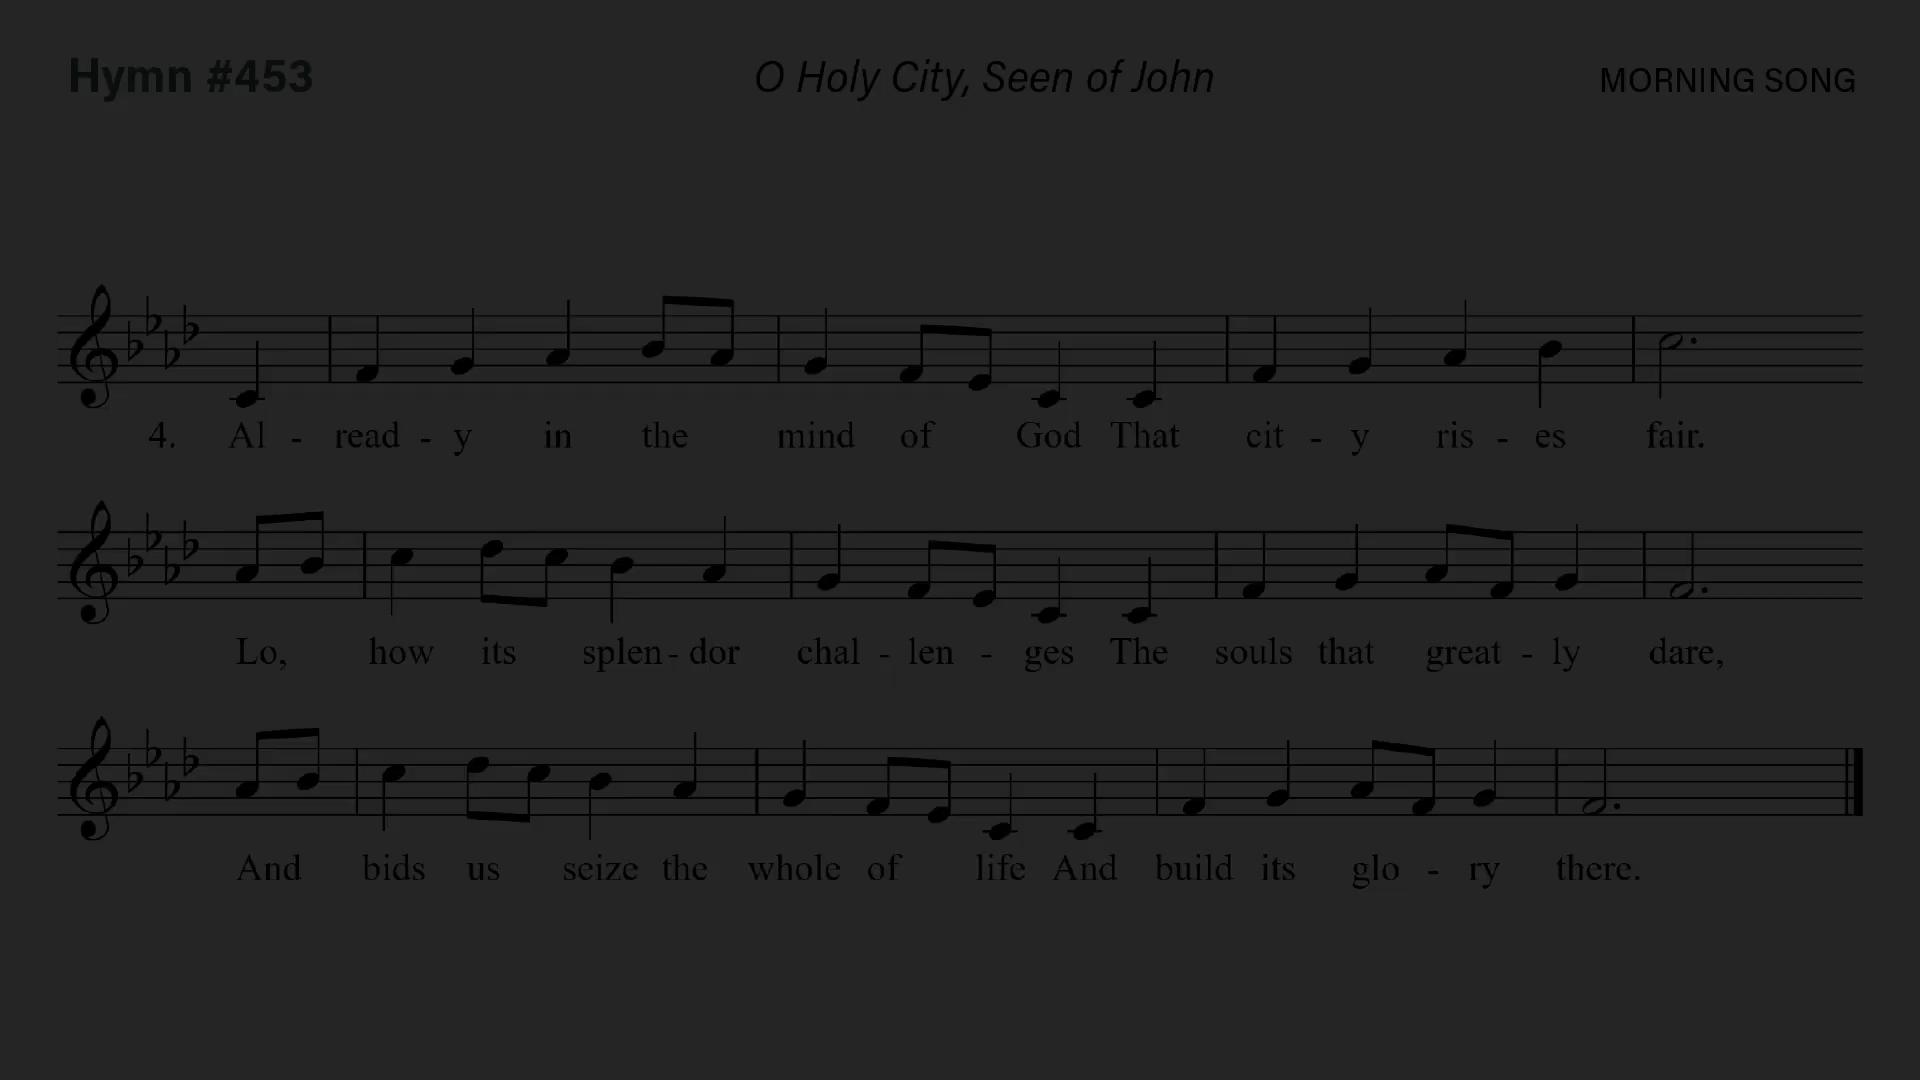 Hymn #453 O Holy City, Seen of John MORNING SONG
4. Al - read - y in the mind of God That cit - y ris - es fair.
Lo, how its splen - dor chal - len - ges The souls that great - ly dare,
And bids us seize the whole of life And build its glo - ry there.